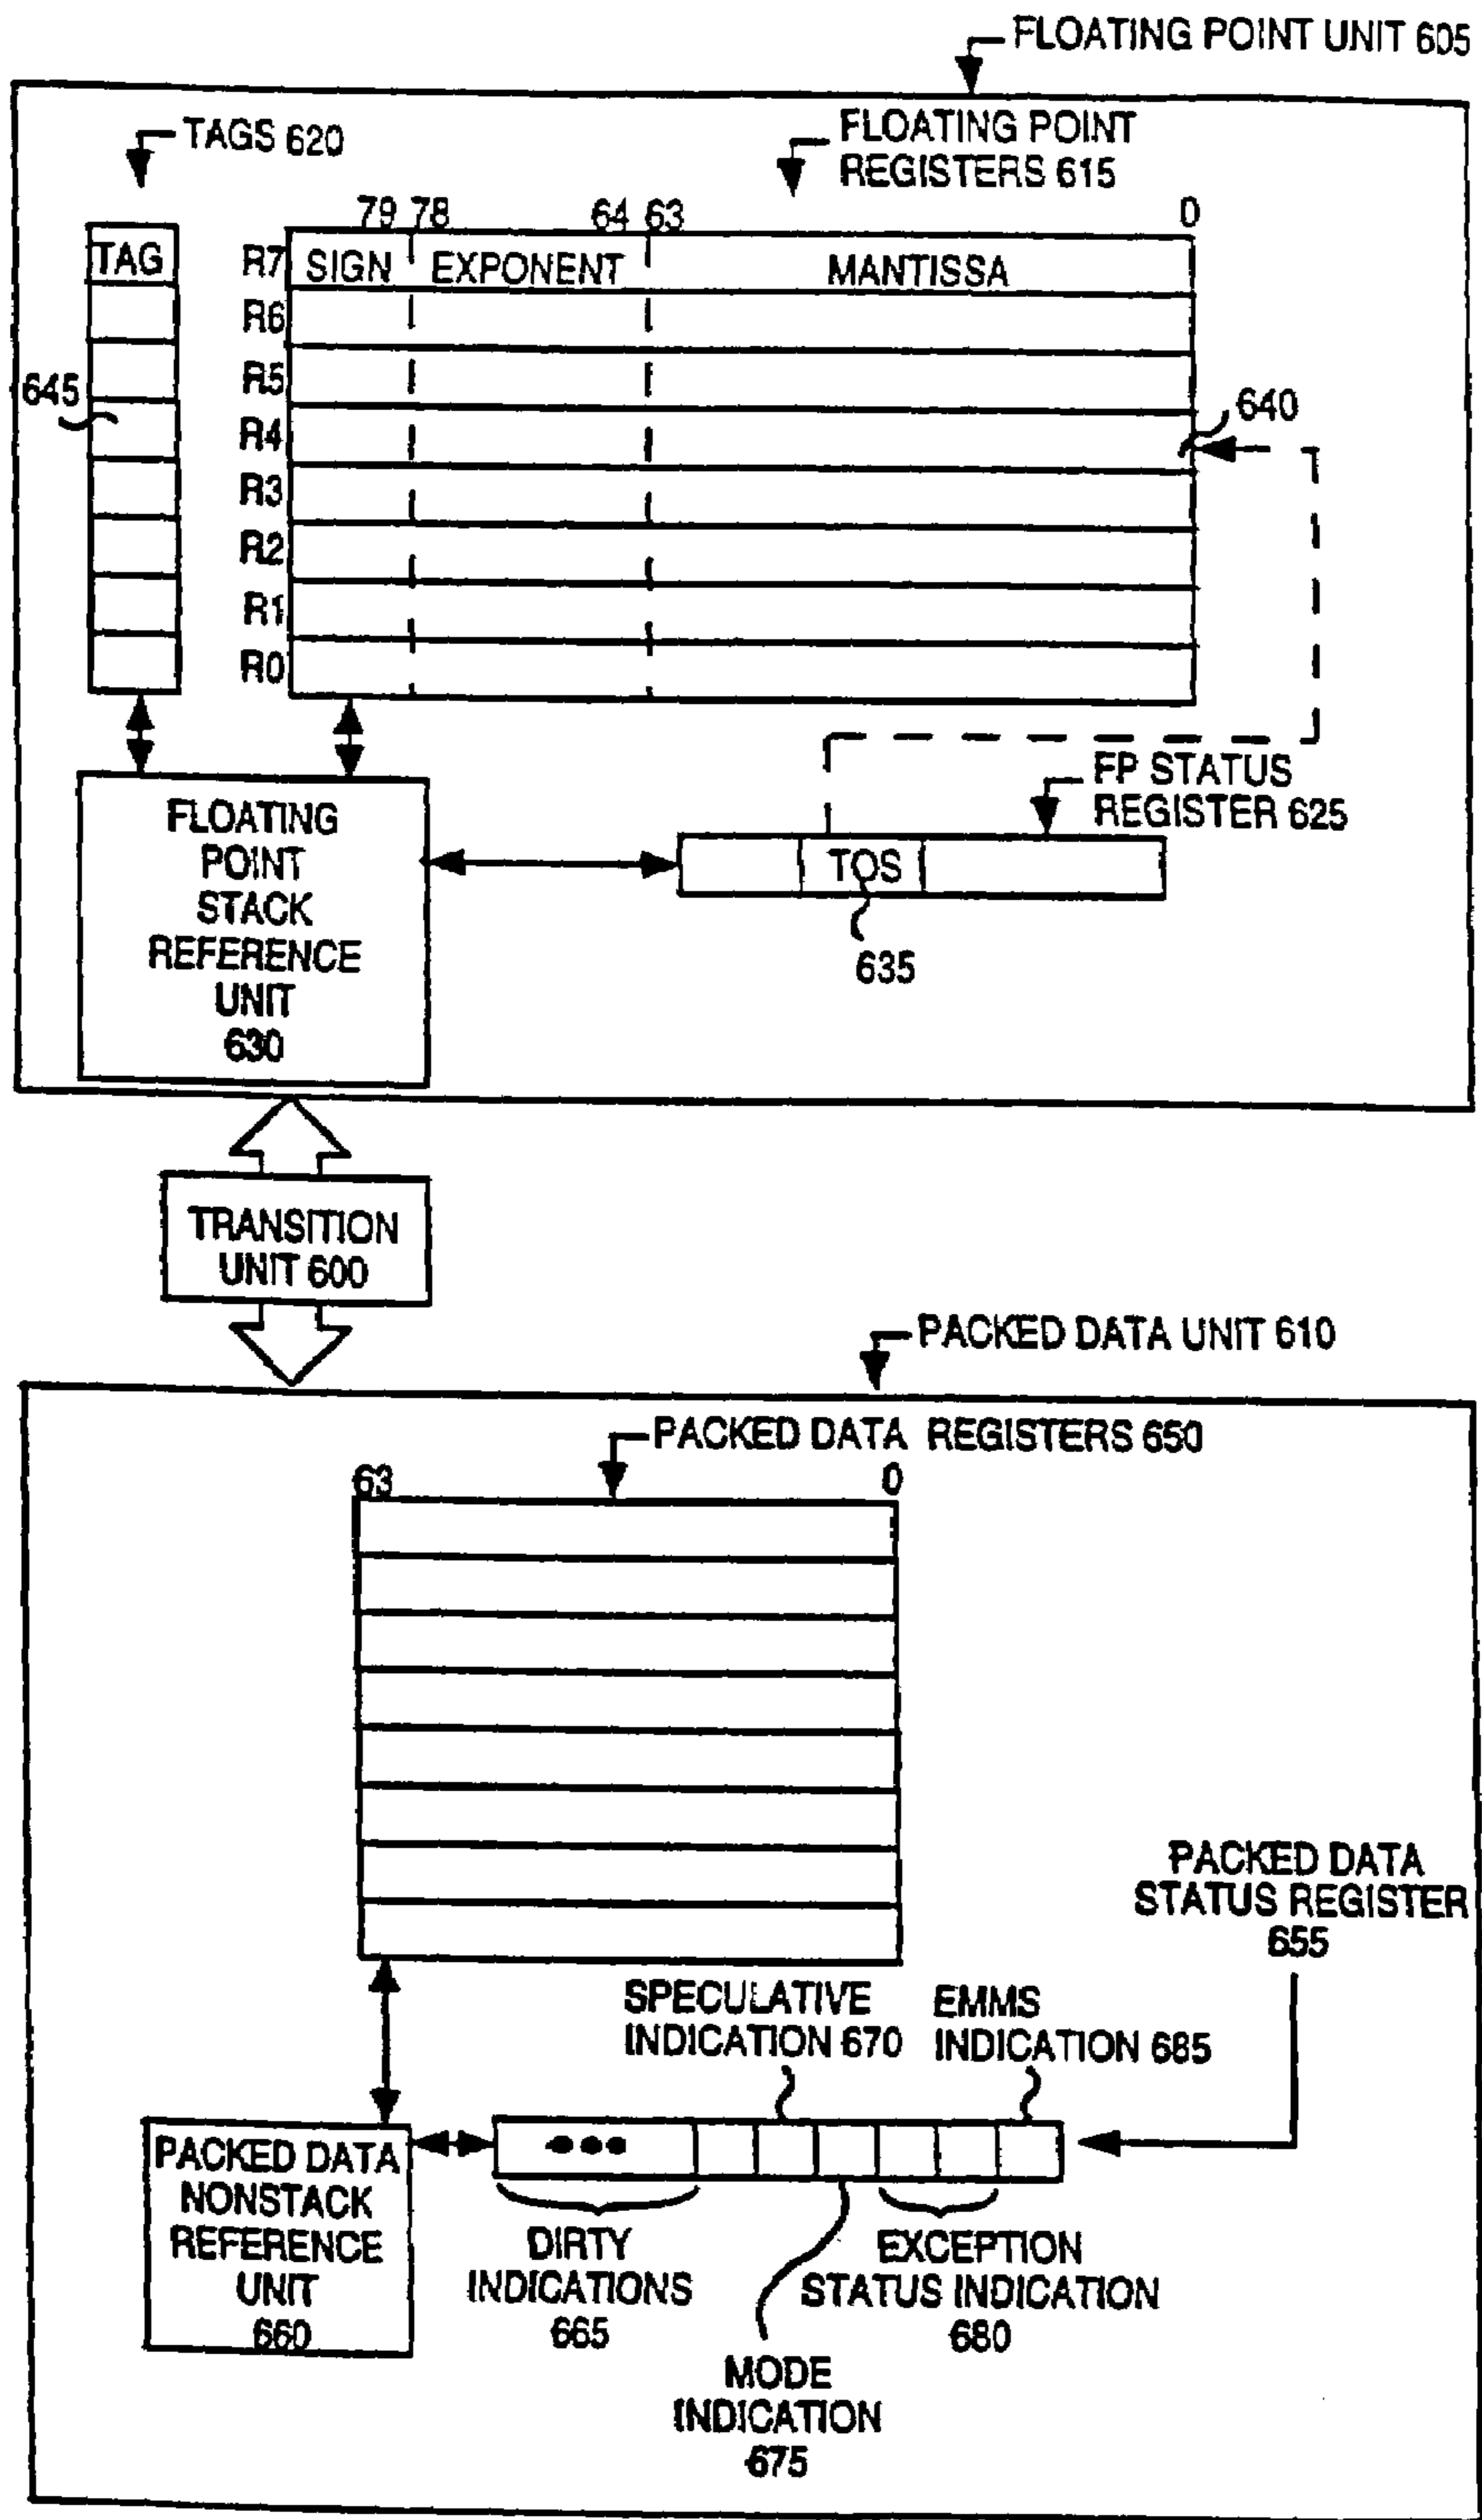 FLOATING POINT UNIT 605
TAGS 620
FLOATING POINT
REGISTERS 615
79 78 64 63 0
TAG
R7 SIGN EXPONENT MANTISSA
R6
R5
645
R4
640
R3
R2
R1
R0
FP STATUS
REGISTER 625
FLOATING
POINT
STACK
REFERENCE
UNIT
630
TOS
635
TRANSITION
UNIT 600
PACKED DATA UNIT 610
PACKED DATA REGISTERS 650
63 0
PACKED DATA
STATUS REGISTER
655
SPECULATIVE
INDICATION 670
EMMS
INDICATION 685
PACKED DATA
NONSTACK
REFERENCE
UNIT
660
DIRTY
INDICATIONS
665
EXCEPTION
STATUS INDICATION
680
MODE
INDICATION
675